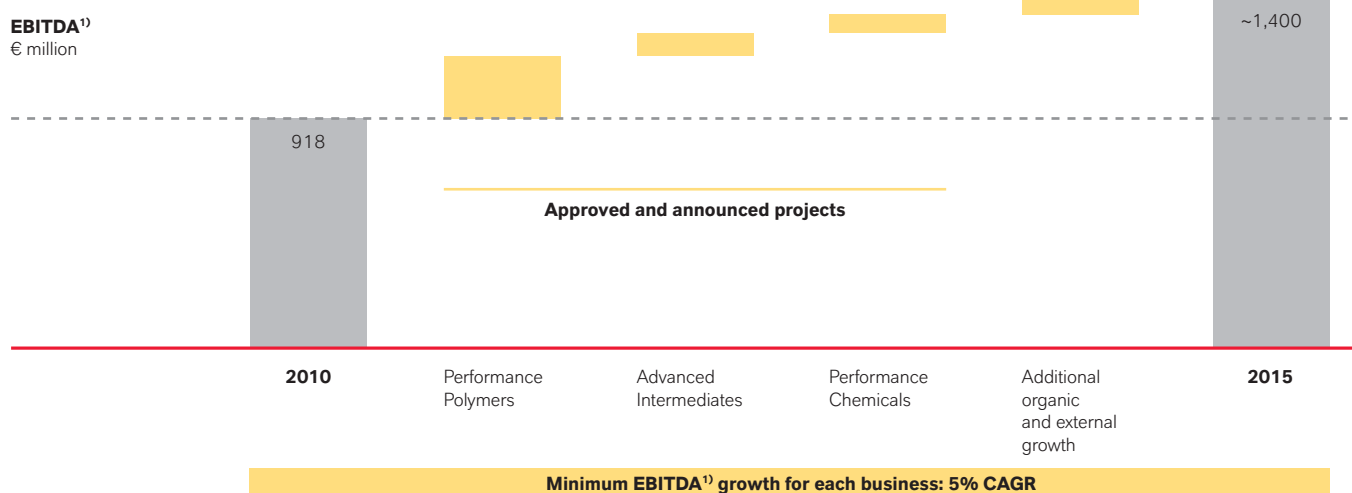 EBITDA¹⁾
€ million
~1,400
918
Approved and announced projects
2010
Performance
Polymers
Advanced
Intermediates
Performance
Chemicals
Additional
organic
and external
growth
2015
Minimum EBITDA¹⁾ growth for each business: 5% CAGR